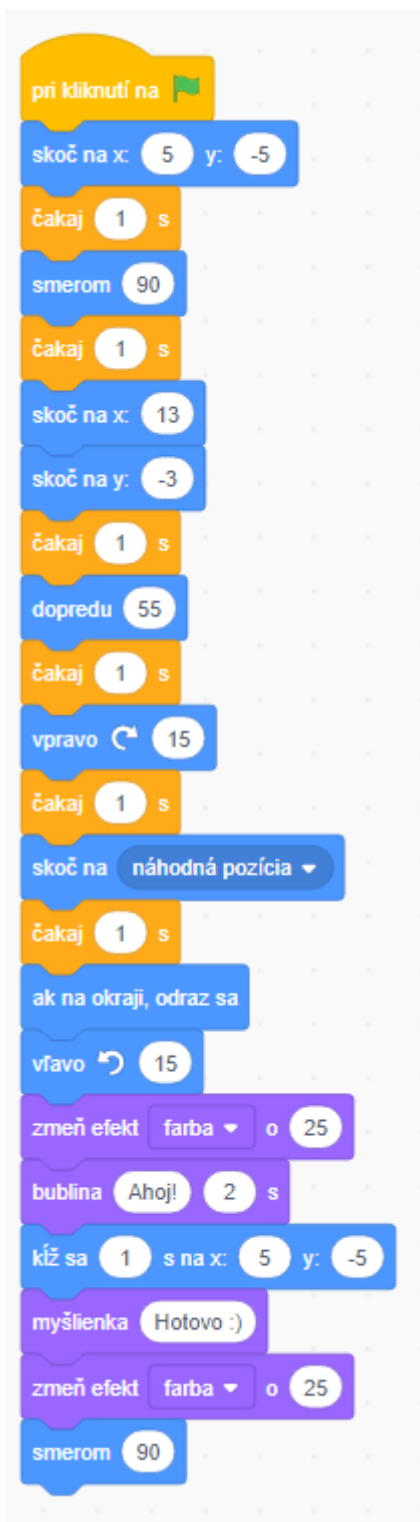 pri kliknutí na
skoč na x: 5 y: -5
čakaj 1 s
smerom 90
čakaj 1 s
skoč na x: 13
skoč na y: -3
čakaj 1 s
dopredu 55
čakaj 1 s
vpravo 15
čakaj 1 s
skoč na náhodná pozícia
čakaj 1 s
ak na okraji, odraz sa
vľavo 15
zmeň efekt farba o 25
bublina Ahoj! 2 s
kĺž sa 1 s na x: 5 y: -5
myšlienka Hotovo :)
zmeň efekt farba o 25
smerom 90